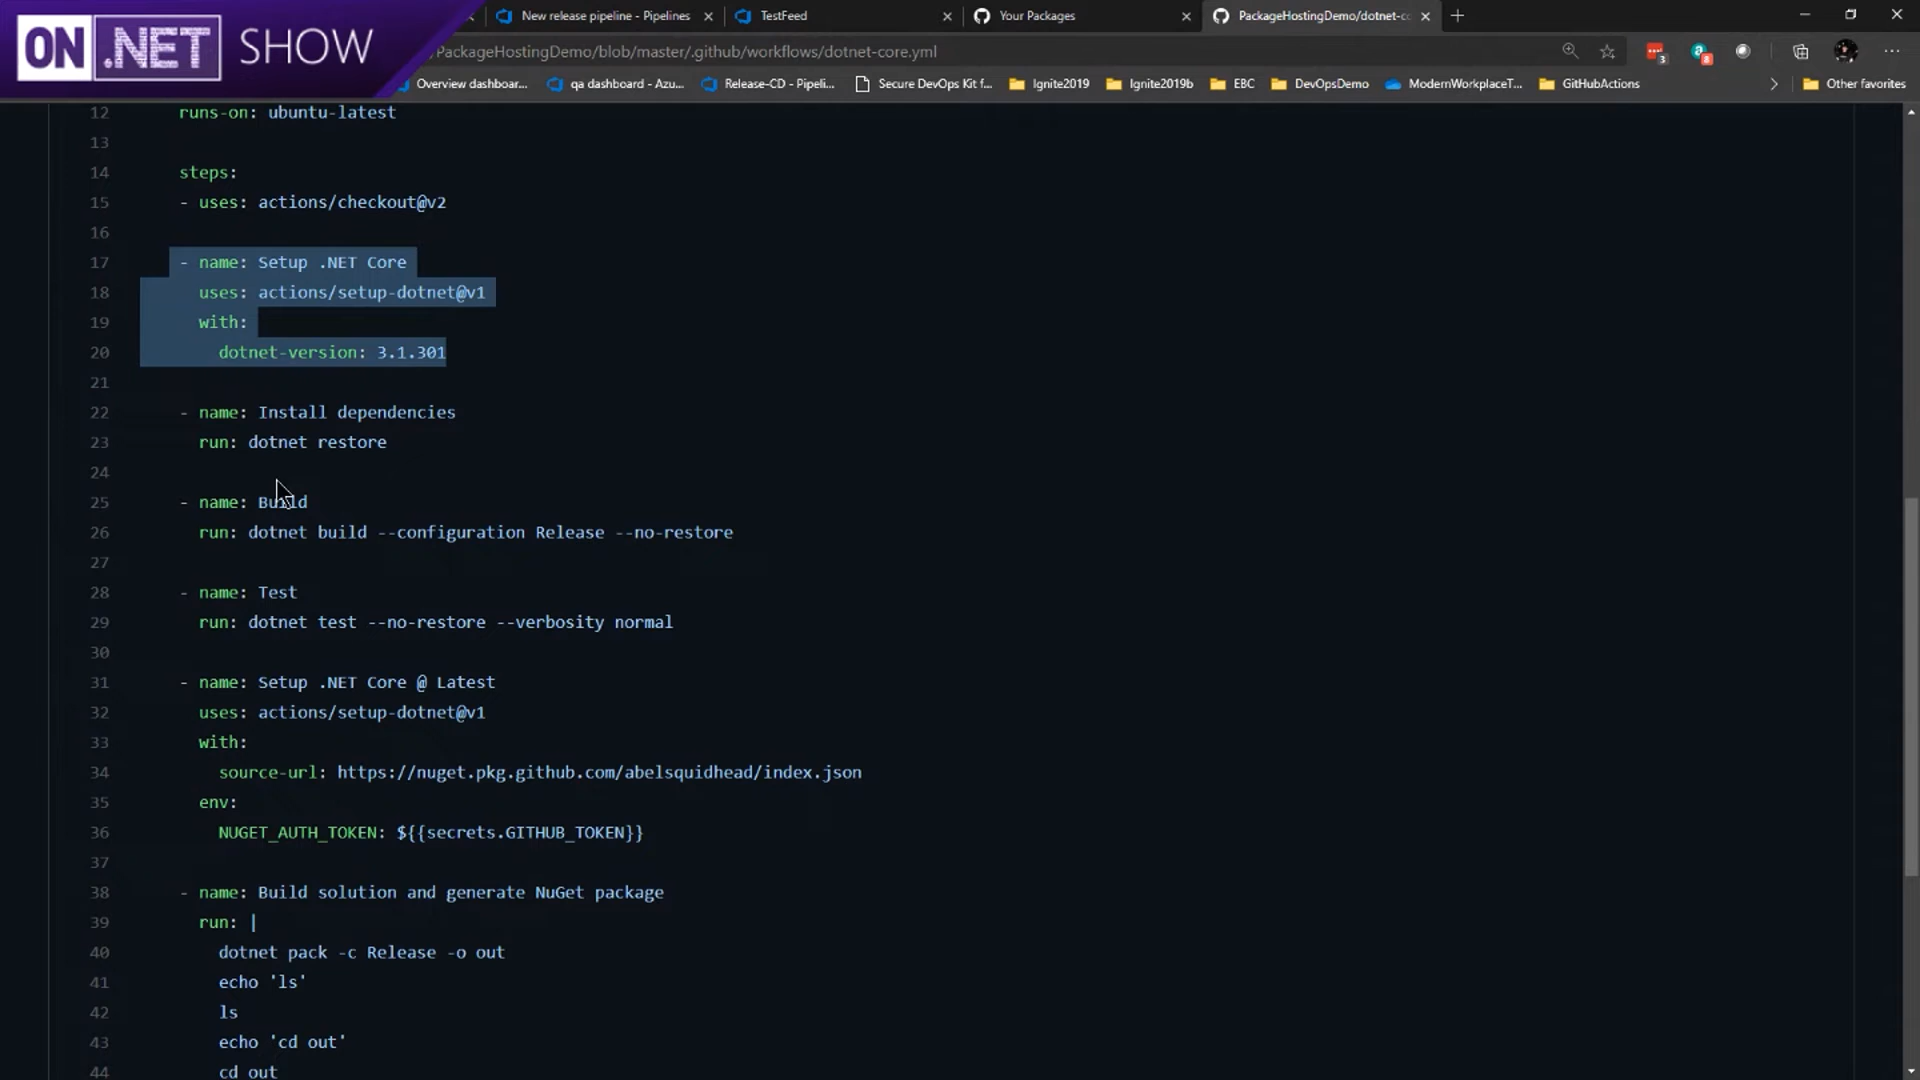 ON .NET SHOW
New release pipeline - Pipelines
TestFeed
Your Packages
PackageHostingDemo/dotnet-co
PackageHostingDemo/blob/master/.github/workflows/dotnet-core.yml
3
8
Overview dashboar...
qa dashboard - Azu...
Release-CD - Pipeli...
Secure DevOps Kit f...
Ignite2019
Ignite2019b
EBC
DevOpsDemo
ModernWorkplaceT...
GitHubActions
Other favorites
12 runs-on: ubuntu-latest
13
14 steps:
15 - uses: actions/checkout@v2
16
17 - name: Setup .NET Core
18 uses: actions/setup-dotnet@v1
19 with:
20 dotnet-version: 3.1.301
21
22 - name: Install dependencies
23 run: dotnet restore
24
25 - name: Build
26 run: dotnet build --configuration Release --no-restore
27
28 - name: Test
29 run: dotnet test --no-restore --verbosity normal
30
31 - name: Setup .NET Core @ Latest
32 uses: actions/setup-dotnet@v1
33 with:
34 source-url: https://nuget.pkg.github.com/abelsquidhead/index.json
35 env:
36 NUGET_AUTH_TOKEN: ${{secrets.GITHUB_TOKEN}}
37
38 - name: Build solution and generate NuGet package
39 run: |
40 dotnet pack -c Release -o out
41 echo 'ls'
42 ls
43 echo 'cd out'
44 cd out